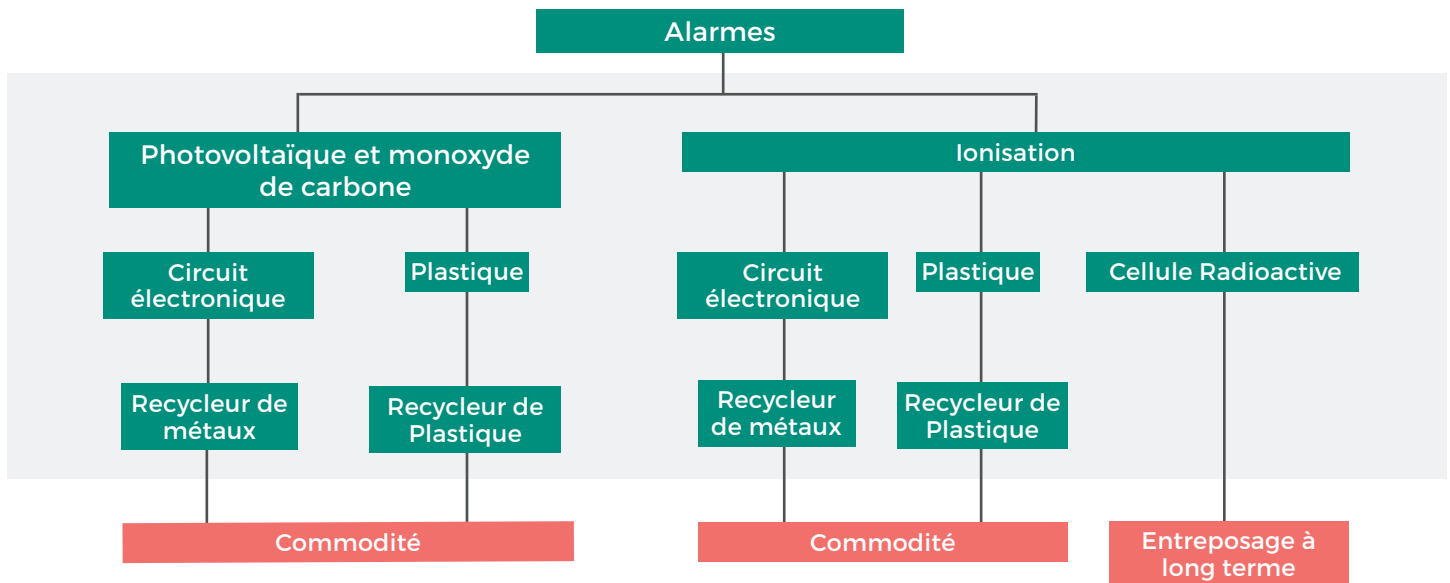 Alarmes
Photovoltaïque et monoxyde
de carbone
Ionisation
Circuit
électronique
Plastique
Circuit
électronique
Plastique
Cellule Radioactive
Recycleur de
métaux
Recycleur de
Plastique
Recycleur
de métaux
Recycleur de
Plastique
Commodité
Commodité
Entreposage à
long terme